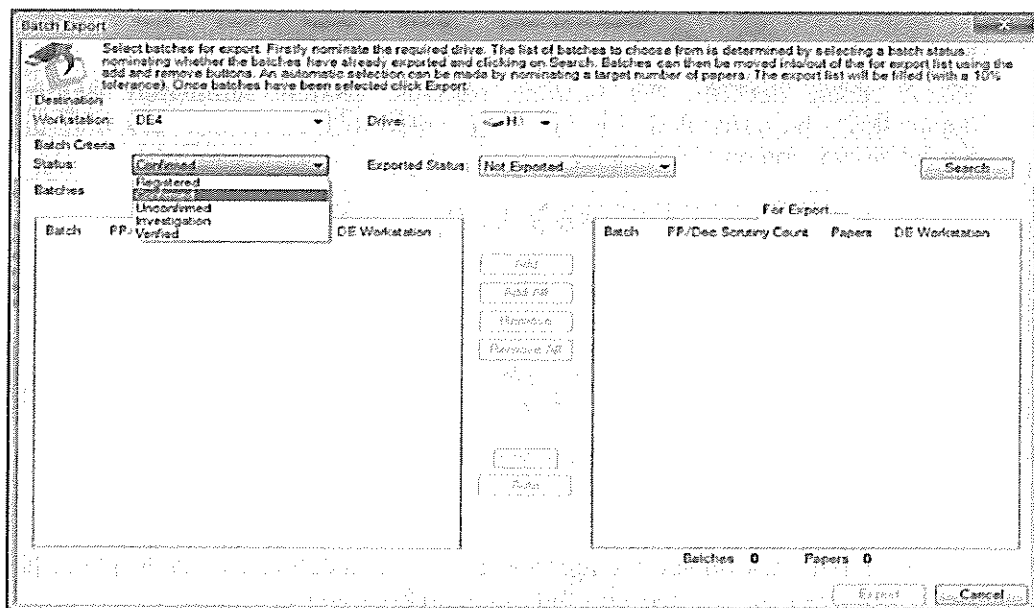 Batch Export
Select batches for export. Firstly nominate the required drive. The list of batches to choose from is determined by selecting a batch status,
nominating whether the batches have already exported and clicking on Search. Batches can then be moved into/out of the for export list using the
add and remove buttons. An automatic selection can be made by nominating a target number of papers. The export list will be filled (with a 10%
tolerance). Once batches have been selected click Export.
Destination
Workstation: DE4 Drive: H:\
Batch Criteria
Status: Confirmed Exported Status: Not Exported Search
Registered
Batches
Unconfirmed
Investigation
Verified
For Export
Batch PP/ DE Workstation Batch PP/Dec Scrutiny Count Papers DE Workstation
Add
Add All
Remove
Remove All
Auto
Batches 0 Papers 0
Export Cancel